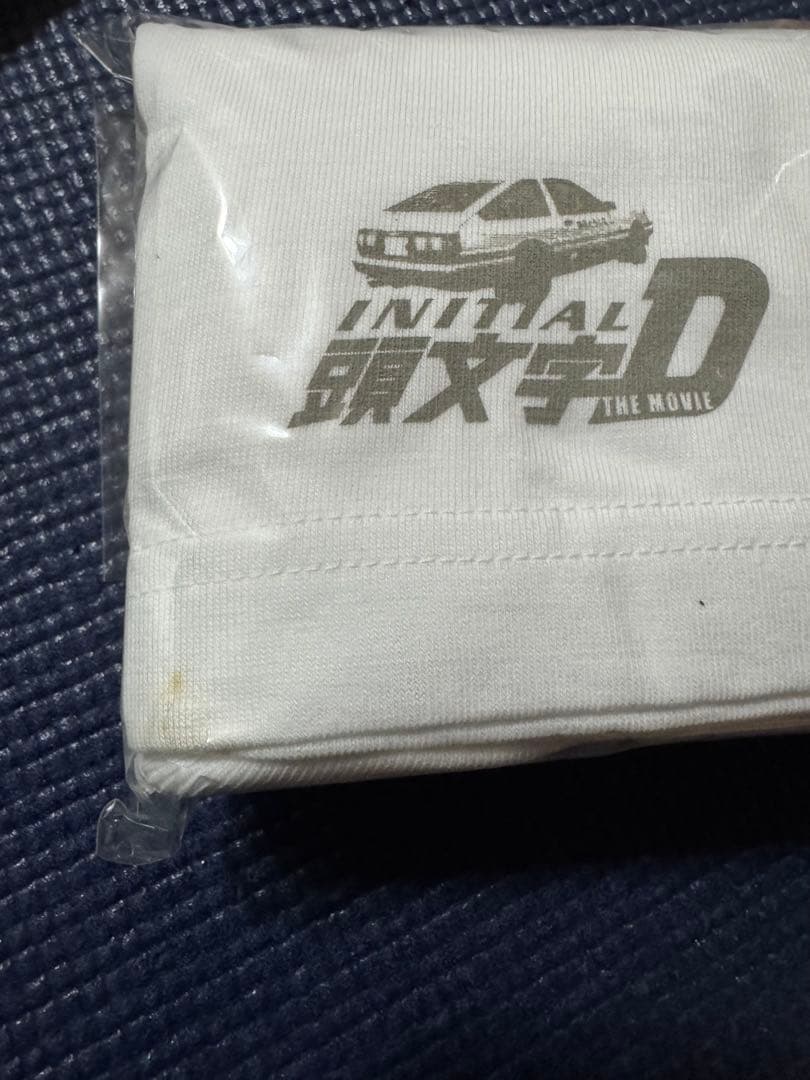 INITIAL
頭文字D
THE MOVIE